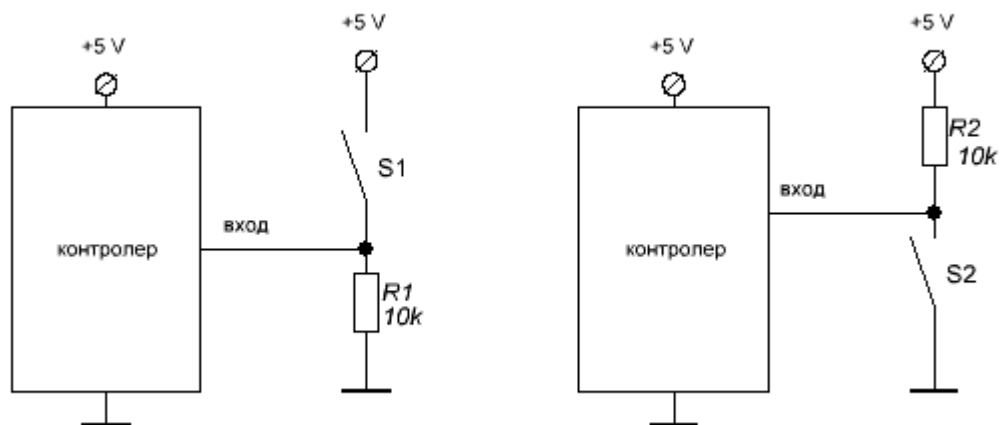 +5 V
+5 V
S1
вход
контролер
R1
10k
+5 V
+5 V
R2
10k
вход
контролер
S2